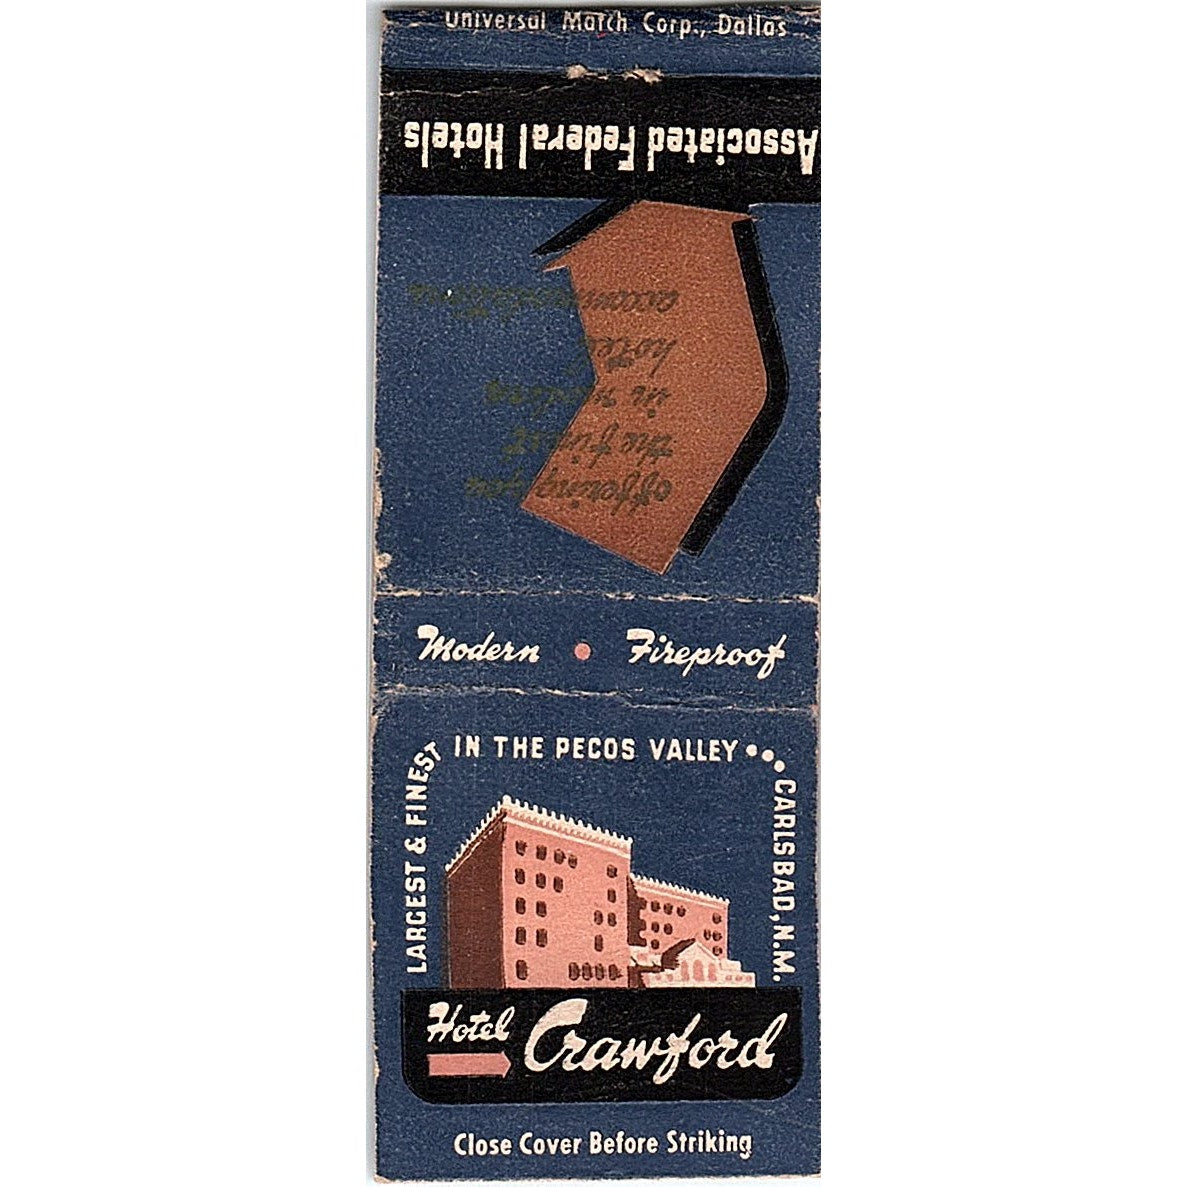 Universal Match Corp., Dallas
Associated Federal Hotels
offering you
the finest
in modern
hotel
accommodations
Modern • Fireproof
LARGEST & FINEST IN THE PECOS VALLEY... CARLSBAD, N.M.
Hotel Crawford
Close Cover Before Striking